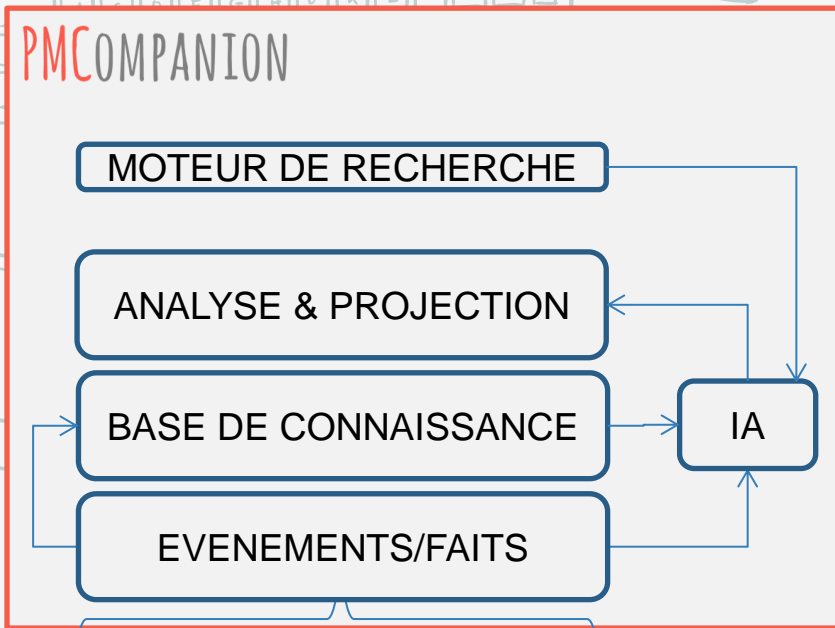 PMCOMPANION
MOTEUR DE RECHERCHE
ANALYSE & PROJECTION
BASE DE CONNAISSANCE
IA
EVENEMENTS/FAITS